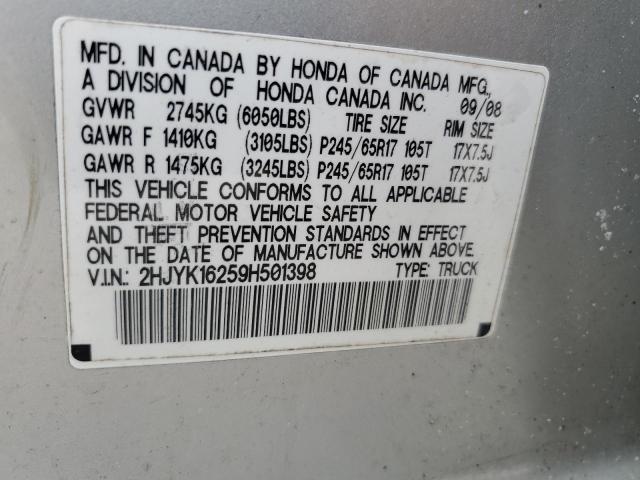 MFD. IN CANADA BY HONDA OF CANADA MFG.,
A DIVISION OF HONDA CANADA INC. 09/08
GVWR 2745KG (6050LBS) TIRE SIZE RIM SIZE
GAWR F 1410KG (3105LBS) P245/65R17 105T 17X7.5J
GAWR R 1475KG (3245LBS) P245/65R17 105T 17X7.5J
THIS VEHICLE CONFORMS TO ALL APPLICABLE
FEDERAL MOTOR VEHICLE SAFETY
AND THEFT PREVENTION STANDARDS IN EFFECT
ON THE DATE OF MANUFACTURE SHOWN ABOVE.
V.I.N.: 2HJYK16259H501398 TYPE: TRUCK